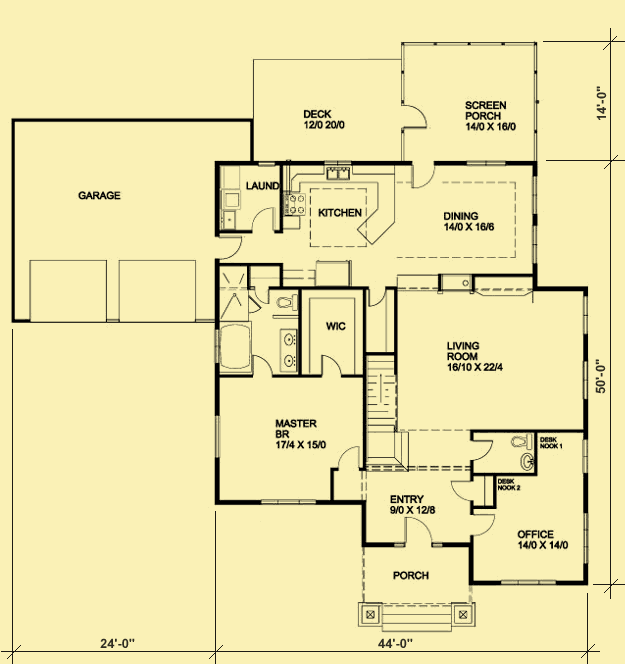 DECK
12/0 20/0
SCREEN
PORCH
14/0 X 16/0
14'-0"
GARAGE
LAUND
KITCHEN
DINING
14/0 X 16/6
WIC
LIVING
ROOM
16/10 X 22/4
50'-0"
MASTER
BR
17/4 X 15/0
DESK
NOOK 1
DESK
NOOK 2
ENTRY
9/0 X 12/8
OFFICE
14/0 X 14/0
PORCH
24'-0"
44'-0"